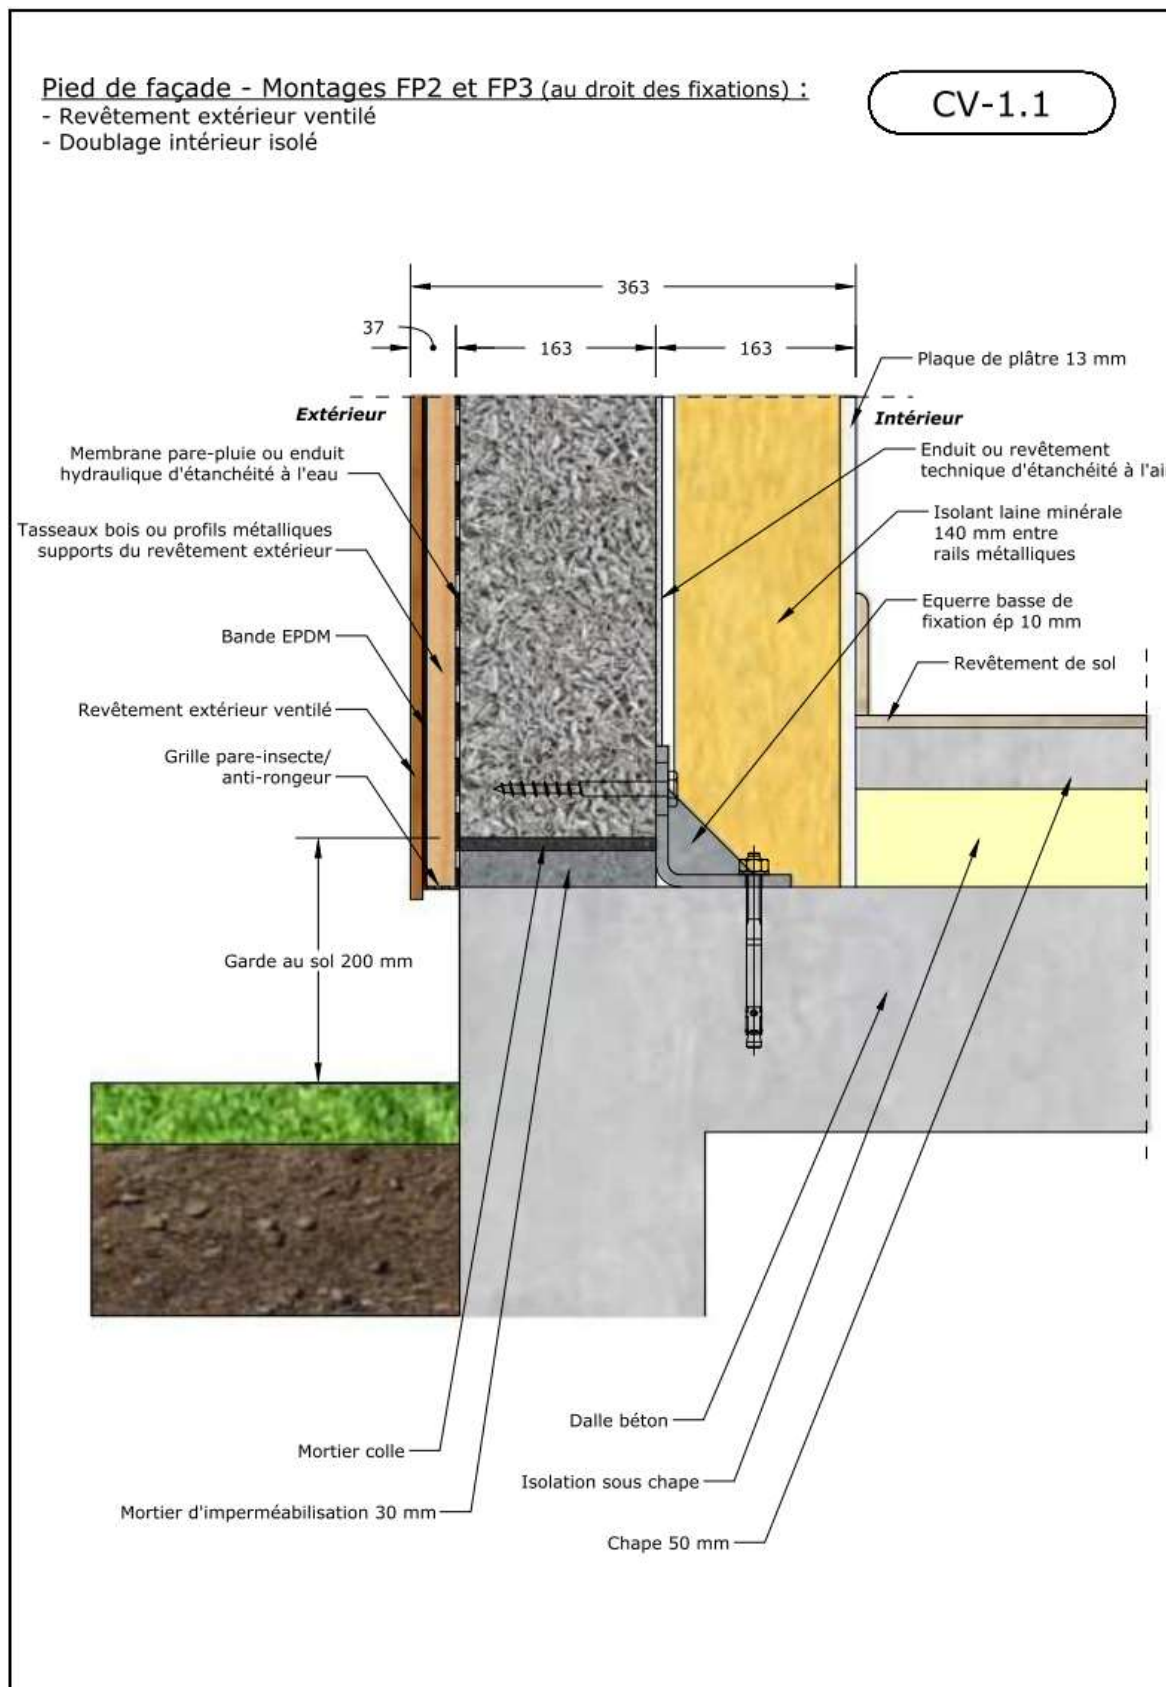 Pied de façade - Montages FP2 et FP3 (au droit des fixations) :
- Revêtement extérieur ventilé
- Doublage intérieur isolé
CV-1.1
363
37
163
163
Plaque de plâtre 13 mm
Extérieur
Intérieur
Membrane pare-pluie ou enduit
hydraulique d'étanchéité à l'eau
Enduit ou revêtement
technique d'étanchéité à l'ai
Tasseaux bois ou profils métalliques
supports du revêtement extérieur
Isolant laine minérale
140 mm entre
rails métalliques
Equerre basse de
fixation ép 10 mm
Bande EPDM
Revêtement de sol
Revêtement extérieur ventilé
Grille pare-insecte/
anti-rongeur
Garde au sol 200 mm
Dalle béton
Mortier colle
Isolation sous chape
Mortier d'imperméabilisation 30 mm
Chape 50 mm